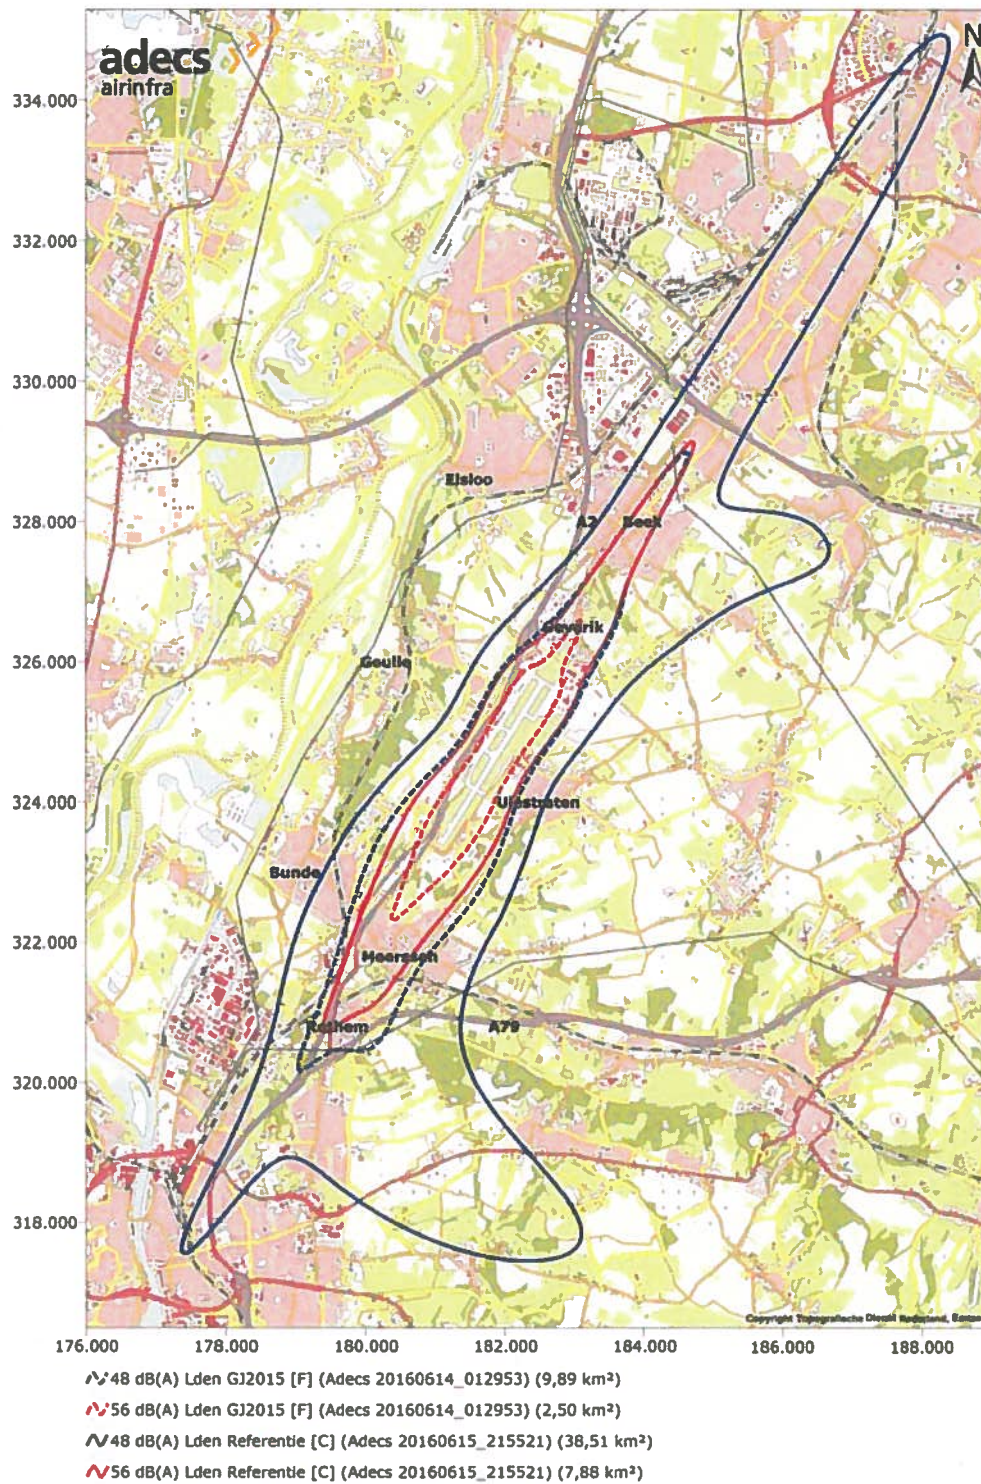 adecs
airinfra
N
334.000
332.000
330.000
328.000
326.000
324.000
322.000
320.000
318.000
Elsloo
A2 Beek
Geverik
Geulle
Ulestraten
Bunde
Meerssen
Rothem
A79
Copyright Topografische Dienst Nederland,
176.000 178.000 180.000 182.000 184.000 186.000 188.000
48 dB(A) Lden GJ2015 [F] (Adecs 20160614_012953) (9,89 km²)
56 dB(A) Lden GJ2015 [F] (Adecs 20160614_012953) (2,50 km²)
48 dB(A) Lden Referentie [C] (Adecs 20160615_215521) (38,51 km²)
56 dB(A) Lden Referentie [C] (Adecs 20160615_215521) (7,88 km²)